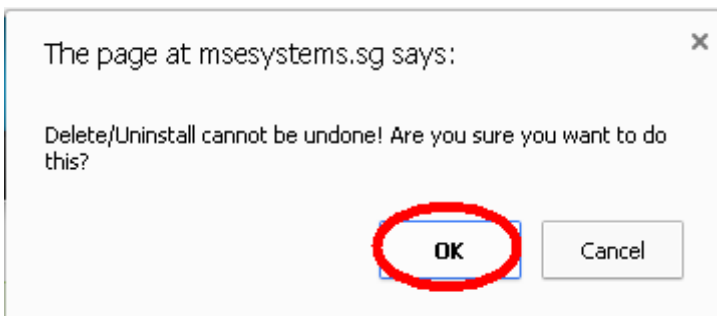 The page at msesystems.sg says:
Delete/Uninstall cannot be undone! Are you sure you want to do
this?
OK
Cancel